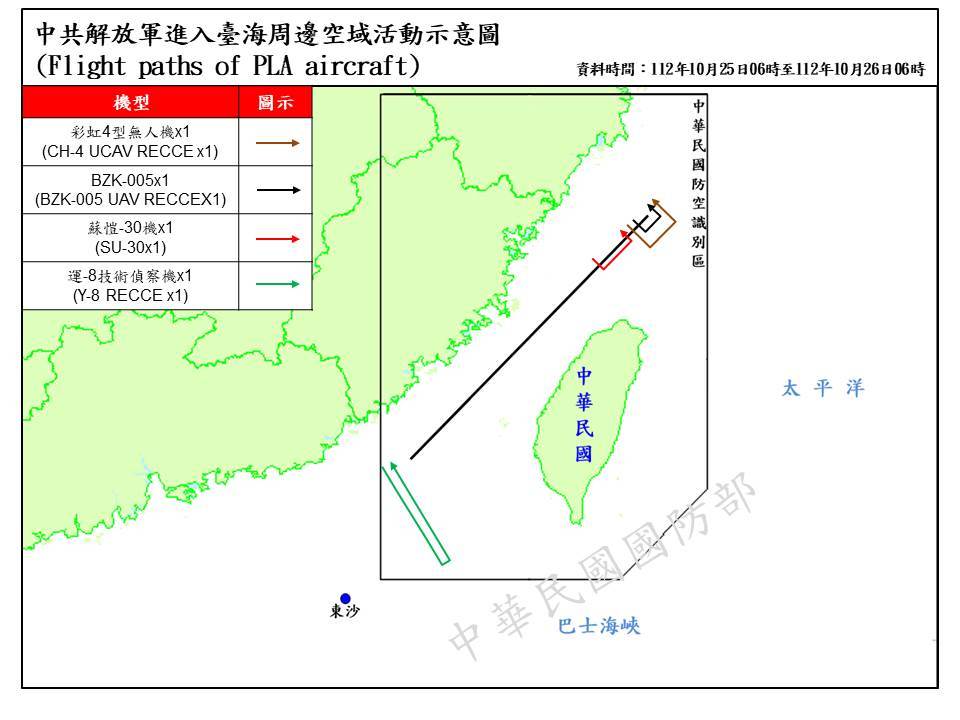 中共解放軍進入臺海周邊空域活動示意圖
(Flight paths of PLA aircraft)
資料時間：112年10月25日06時至112年10月26日06時
機型 圖示
彩虹4型無人機x1
(CH-4 UCAV RECCE x1)
BZK-005x1
(BZK-005 UAV RECCEX1)
蘇愷-30機x1
(SU-30x1)
運-8技術偵察機x1
(Y-8 RECCE x1)
中華民國防空識別區
中華民國
太平洋
東沙
巴士海峽
中華民國國防部